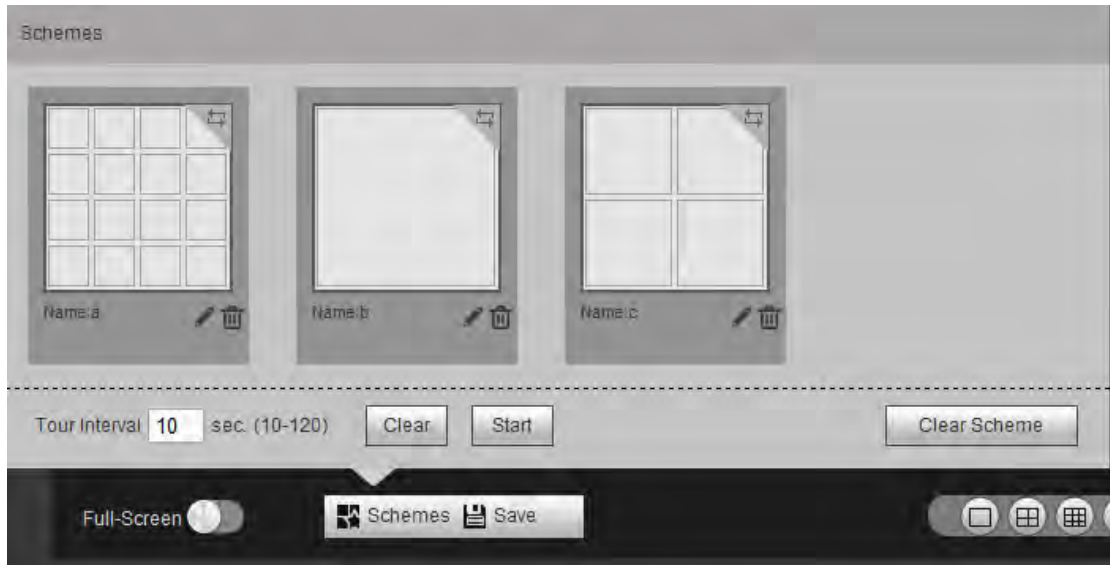 Schemes
Name:a
Name:b
Name:c
Tour Interval 10 sec. (10-120) Clear Start Clear Scheme
Full-Screen Schemes Save